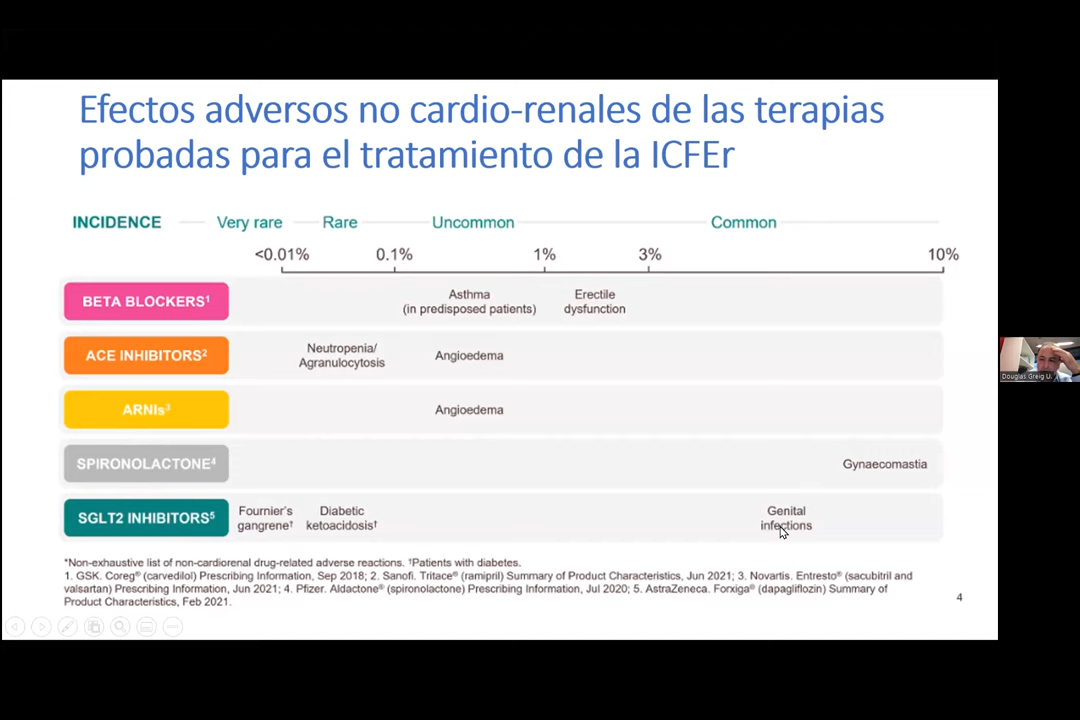 Efectos adversos no cardio-renales de las terapias
probadas para el tratamiento de la ICFEr
INCIDENCE Very rare Rare Uncommon Common
<0.01% 0.1% 1% 3% 10%
BETA BLOCKERS¹ Asthma Erectile
(in predisposed patients) dysfunction
ACE INHIBITORS² Neutropenia/ Angioedema
Agranulocytosis
ARNIs³ Angioedema
SPIRONOLACTONE⁴ Gynaecomastia
SGLT2 INHIBITORS⁵ Fournier's Diabetic Genital
gangrene† ketoacidosis† infections
*Non-exhaustive list of non-cardiorenal drug-related adverse reactions. †Patients with diabetes.
1. GSK. Coreg® (carvedilol) Prescribing Information, Sep 2018; 2. Sanofi. Tritace® (ramipril) Summary of Product Characteristics, Jun 2021; 3. Novartis. Entresto® (sacubitril and
valsartan) Prescribing Information, Jun 2021; 4. Pfizer. Aldactone® (spironolactone) Prescribing Information, Jul 2020; 5. AstraZeneca. Forxiga® (dapagliflozin) Summary of
Product Characteristics, Feb 2021.
4
Douglas Greig U.